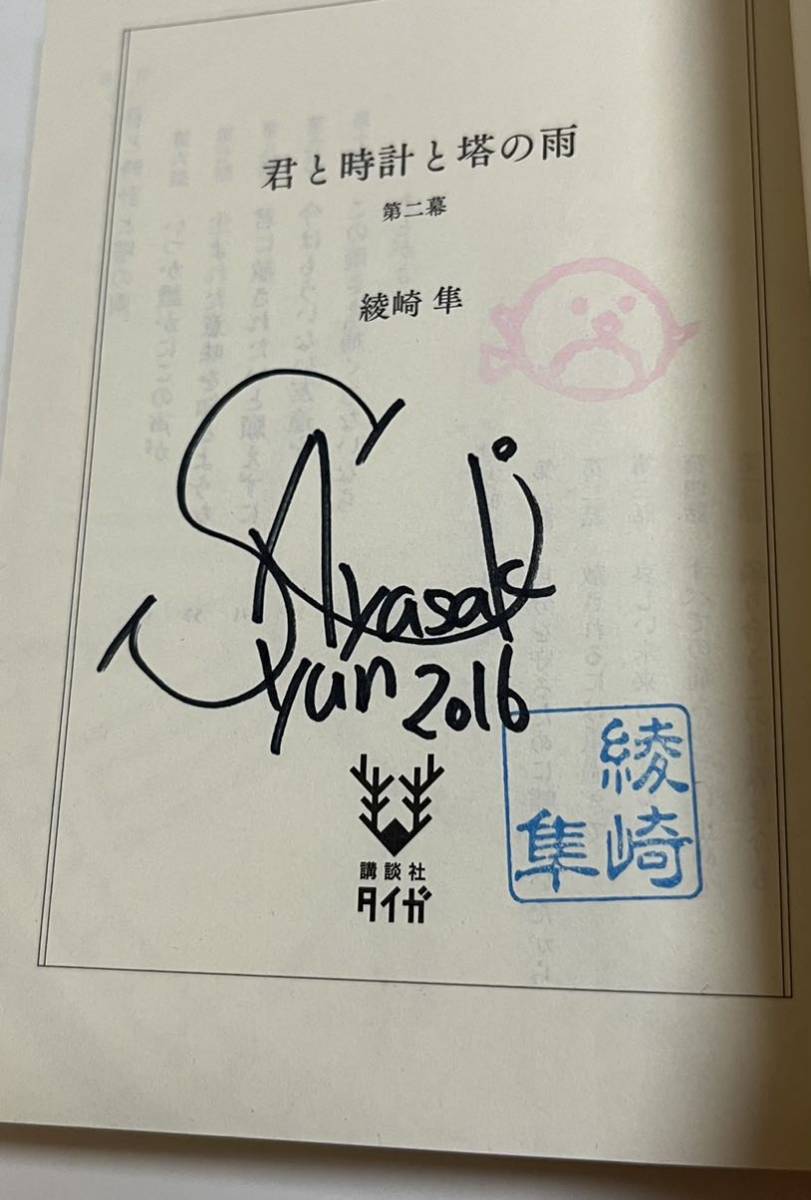 君と時計と塔の雨
第二幕
綾崎 隼
Ayasaki
Syun 2016
講談社
タイガ
綾崎
隼